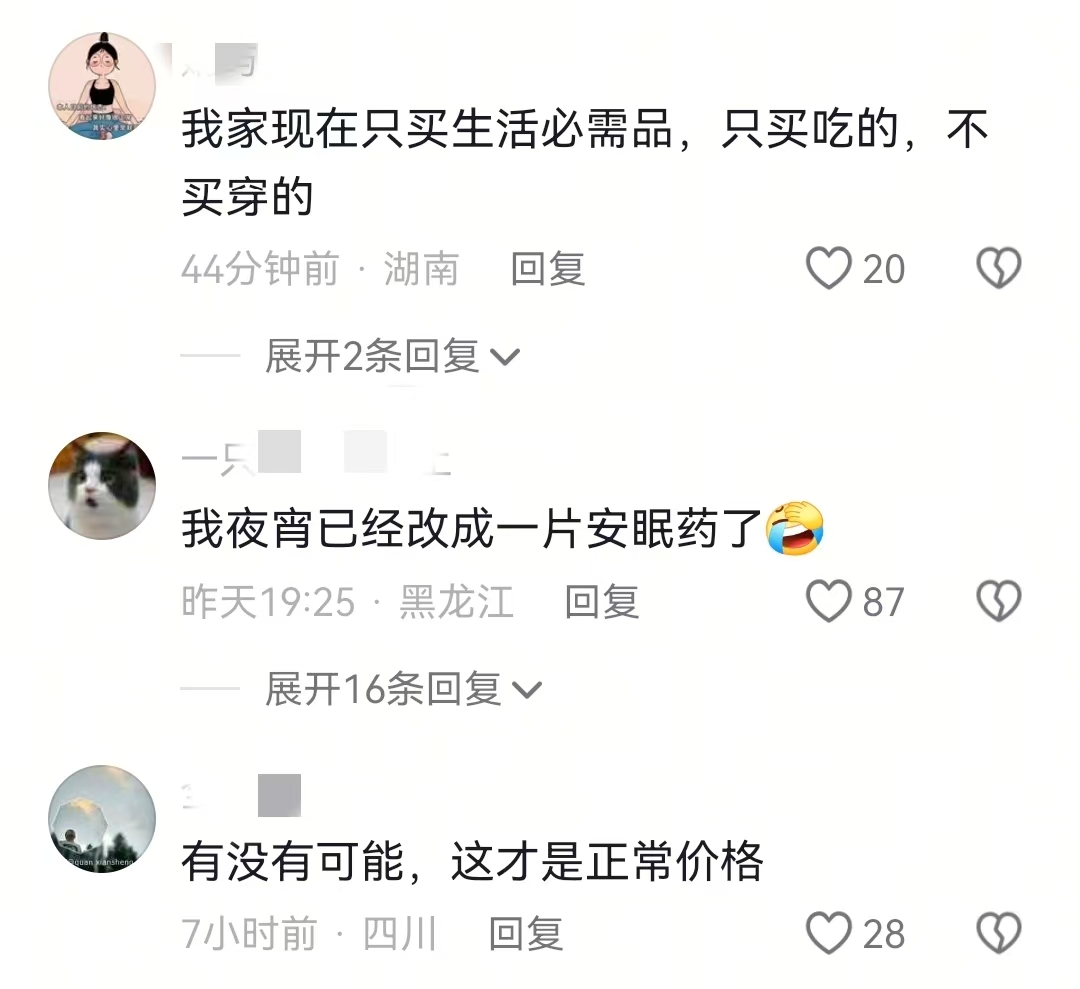 我家现在只买生活必需品，只买吃的，不
买穿的
44分钟前 · 湖南 回复 20
展开2条回复
一只
我夜宵已经改成一片安眠药了🤣
昨天19:25 · 黑龙江 回复 87
展开16条回复
有没有可能，这才是正常价格
7小时前 · 四川 回复 28